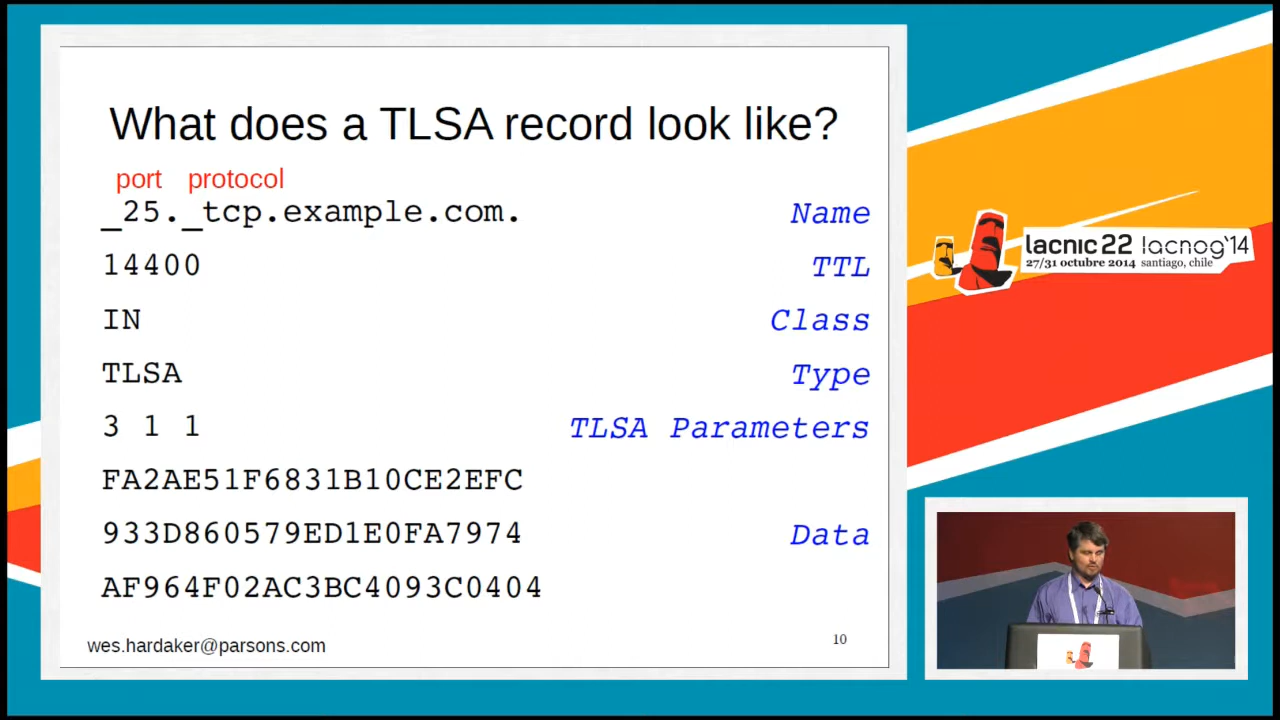 What does a TLSA record look like?
port protocol
_25._tcp.example.com. Name
14400 TTL
IN Class
TLSA Type
3 1 1 TLSA Parameters
FA2AE51F6831B10CE2EFC
933D860579ED1E0FA7974 Data
AF964F02AC3BC4093C0404
wes.hardaker@parsons.com 10
lacnic 22 lacnog'14
27/31 octubre 2014 santiago, chile